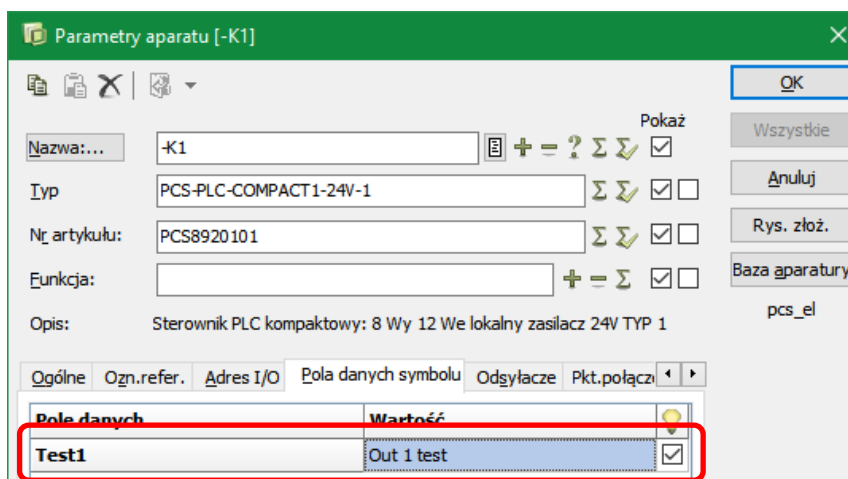 Parametry aparatu [-K1]
OK
Pokaż
Wszystkie
Nazwa:...
-K1
Anuluj
Typ
PCS-PLC-COMPACT1-24V-1
Rys. złoż.
Nr artykułu:
PCS8920101
Baza aparatury
Funkcja:
pcs_el
Opis:
Sterownik PLC kompaktowy: 8 Wy 12 We lokalny zasilacz 24V TYP 1
Ogólne Ozn.refer. Adres I/O Pola danych symbolu Odsyłacze Pkt.połącz
Pole danych Wartość
Test1 Out 1 test